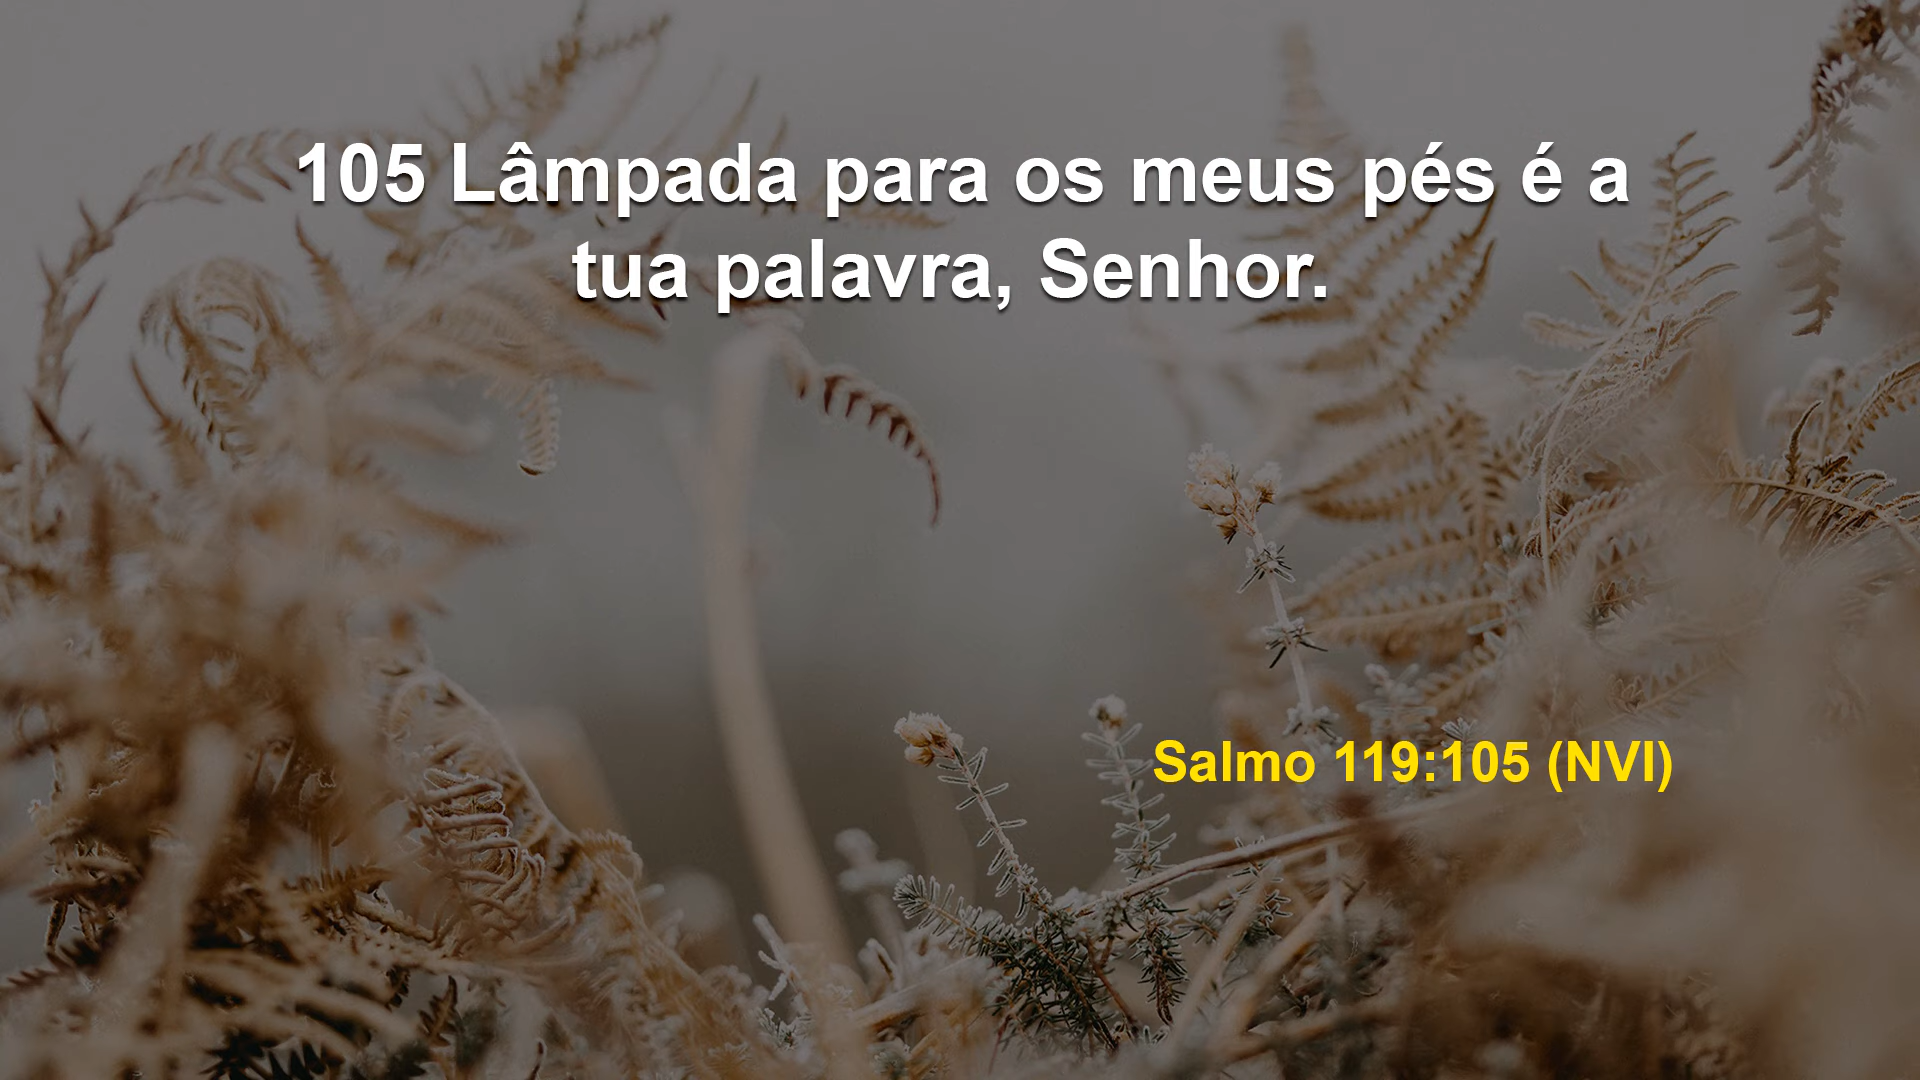 105 Lâmpada para os meus pés é a
tua palavra, Senhor.
Salmo 119:105 (NVI)